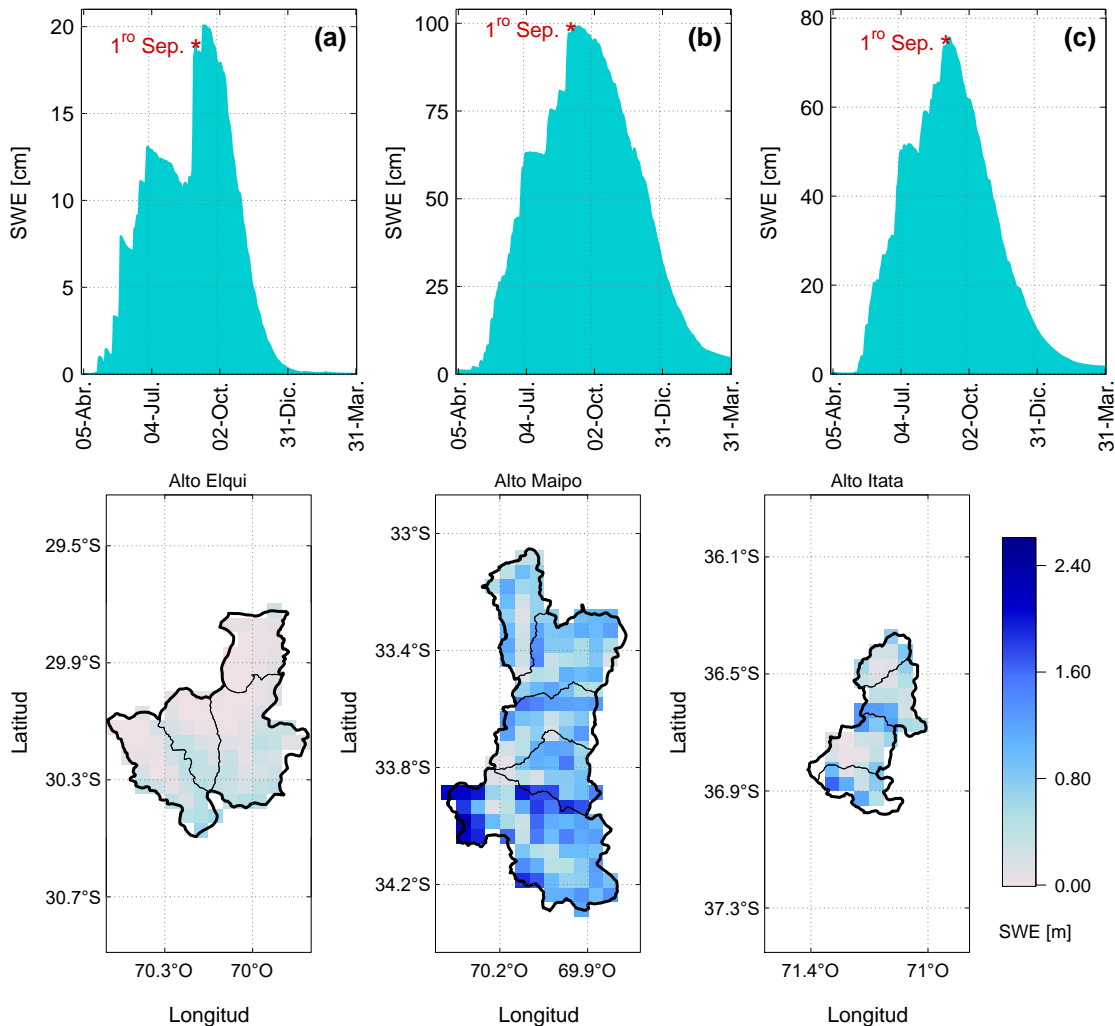 (a)
1ro Sep. *
SWE [cm]
20
15
10
5
0
05-Abr.
04-Jul.
02-Oct.
31-Dic.
31-Mar.
(b)
1ro Sep. *
SWE [cm]
100
75
50
25
0
05-Abr.
04-Jul.
02-Oct.
31-Dic.
31-Mar.
(c)
1ro Sep. *
SWE [cm]
80
60
40
20
0
05-Abr.
04-Jul.
02-Oct.
31-Dic.
31-Mar.
Alto Elqui
Latitud
29.5°S
29.9°S
30.3°S
30.7°S
70.3°O 70°O
Longitud
Alto Maipo
Latitud
33°S
33.4°S
33.8°S
34.2°S
70.2°O 69.9°O
Longitud
Alto Itata
Latitud
36.1°S
36.5°S
36.9°S
37.3°S
71.4°O 71°O
Longitud
2.40
1.60
0.80
0.00
SWE [m]